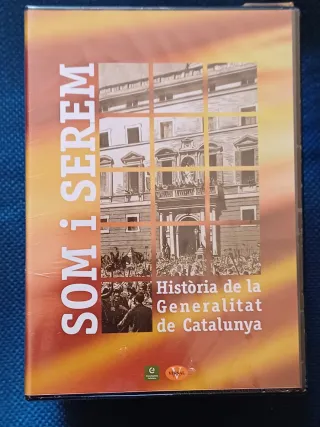 SOM i SEREM
Història de la
Generalitat
de Catalunya